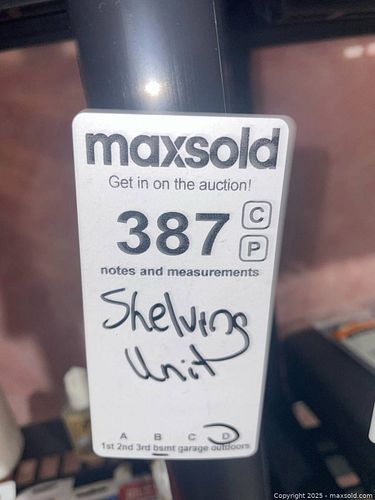 maxsold
Get in on the auction!
387 C
P
notes and measurements
Shelving
Unit
A B C D
1st 2nd 3rd bsmt garage outdoors
Copyright 2025 - maxsold.com